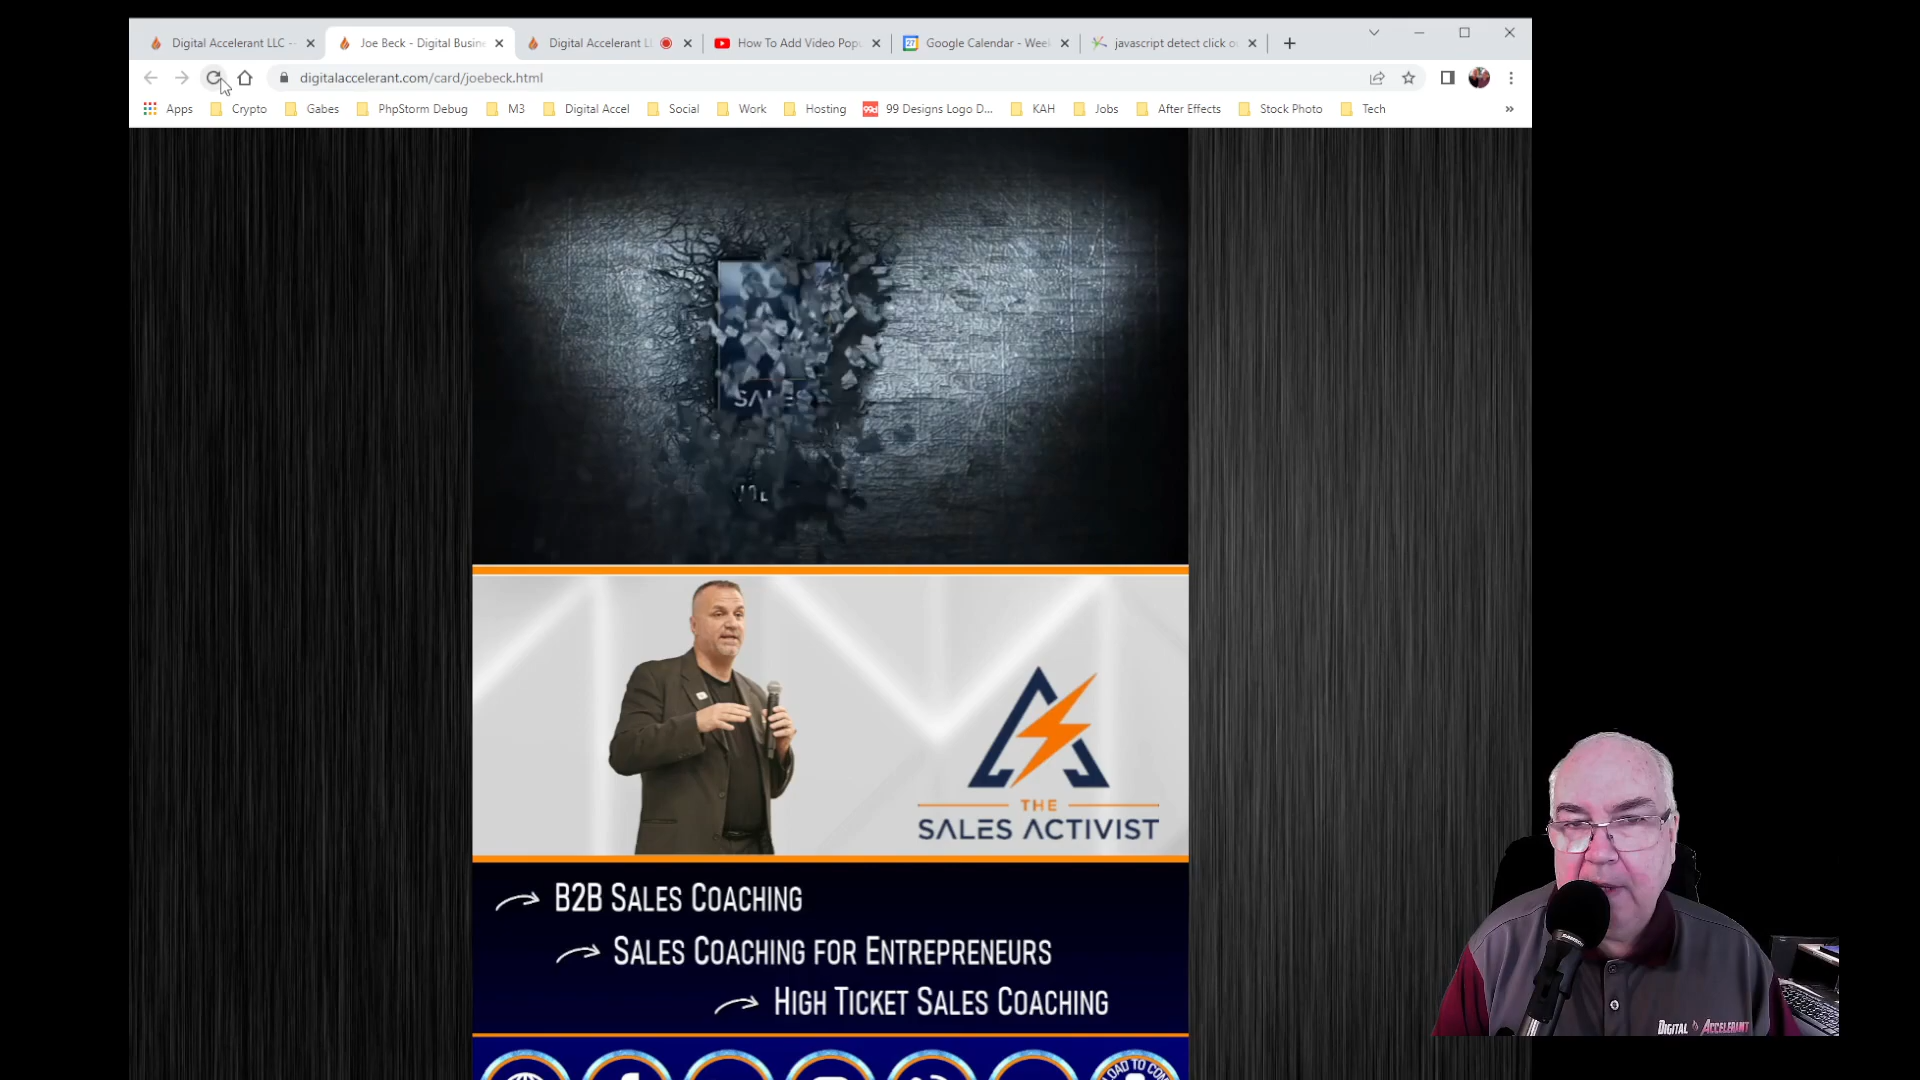 Digital Accelerant LLC --
Joe Beck - Digital Busine
Digital Accelerant L
How To Add Video Pop
27
Google Calendar - Wee
javascript detect click o
digitalaccelerant.com/card/joebeck.html
Apps
Crypto
Gabes
PhpStorm Debug
M3
Digital Accel
Social
Work
Hosting
99d
99 Designs Logo D...
KAH
Jobs
After Effects
Stock Photo
Tech
»
SALES
THE
SALES ACTIVIST
B2B SALES COACHING
SALES COACHING FOR ENTREPRENEURS
HIGH TICKET SALES COACHING
DIGITAL ACCELERANT